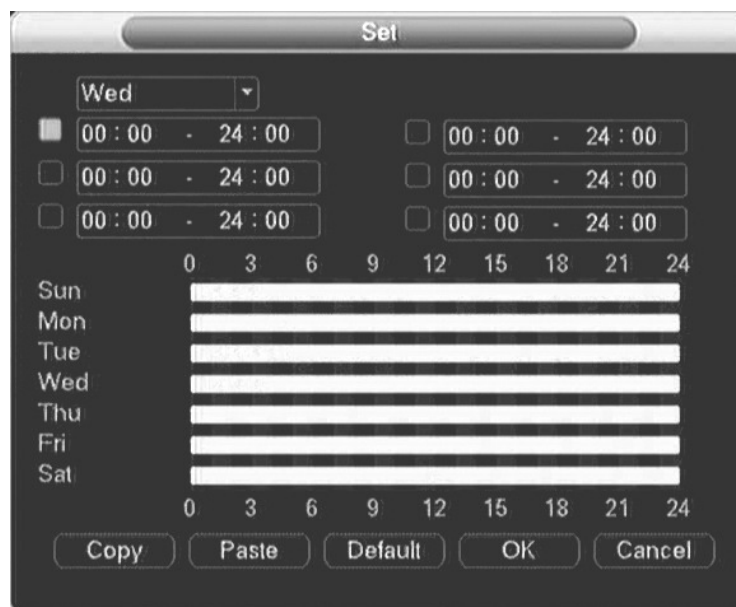 Set
Wed
00 : 00 - 24 : 00 00 : 00 - 24 : 00
00 : 00 - 24 : 00 00 : 00 - 24 : 00
00 : 00 - 24 : 00 00 : 00 - 24 : 00
0 3 6 9 12 15 18 21 24
Sun
Mon
Tue
Wed
Thu
Fri
Sat
0 3 6 9 12 15 18 21 24
Copy Paste Default OK Cancel